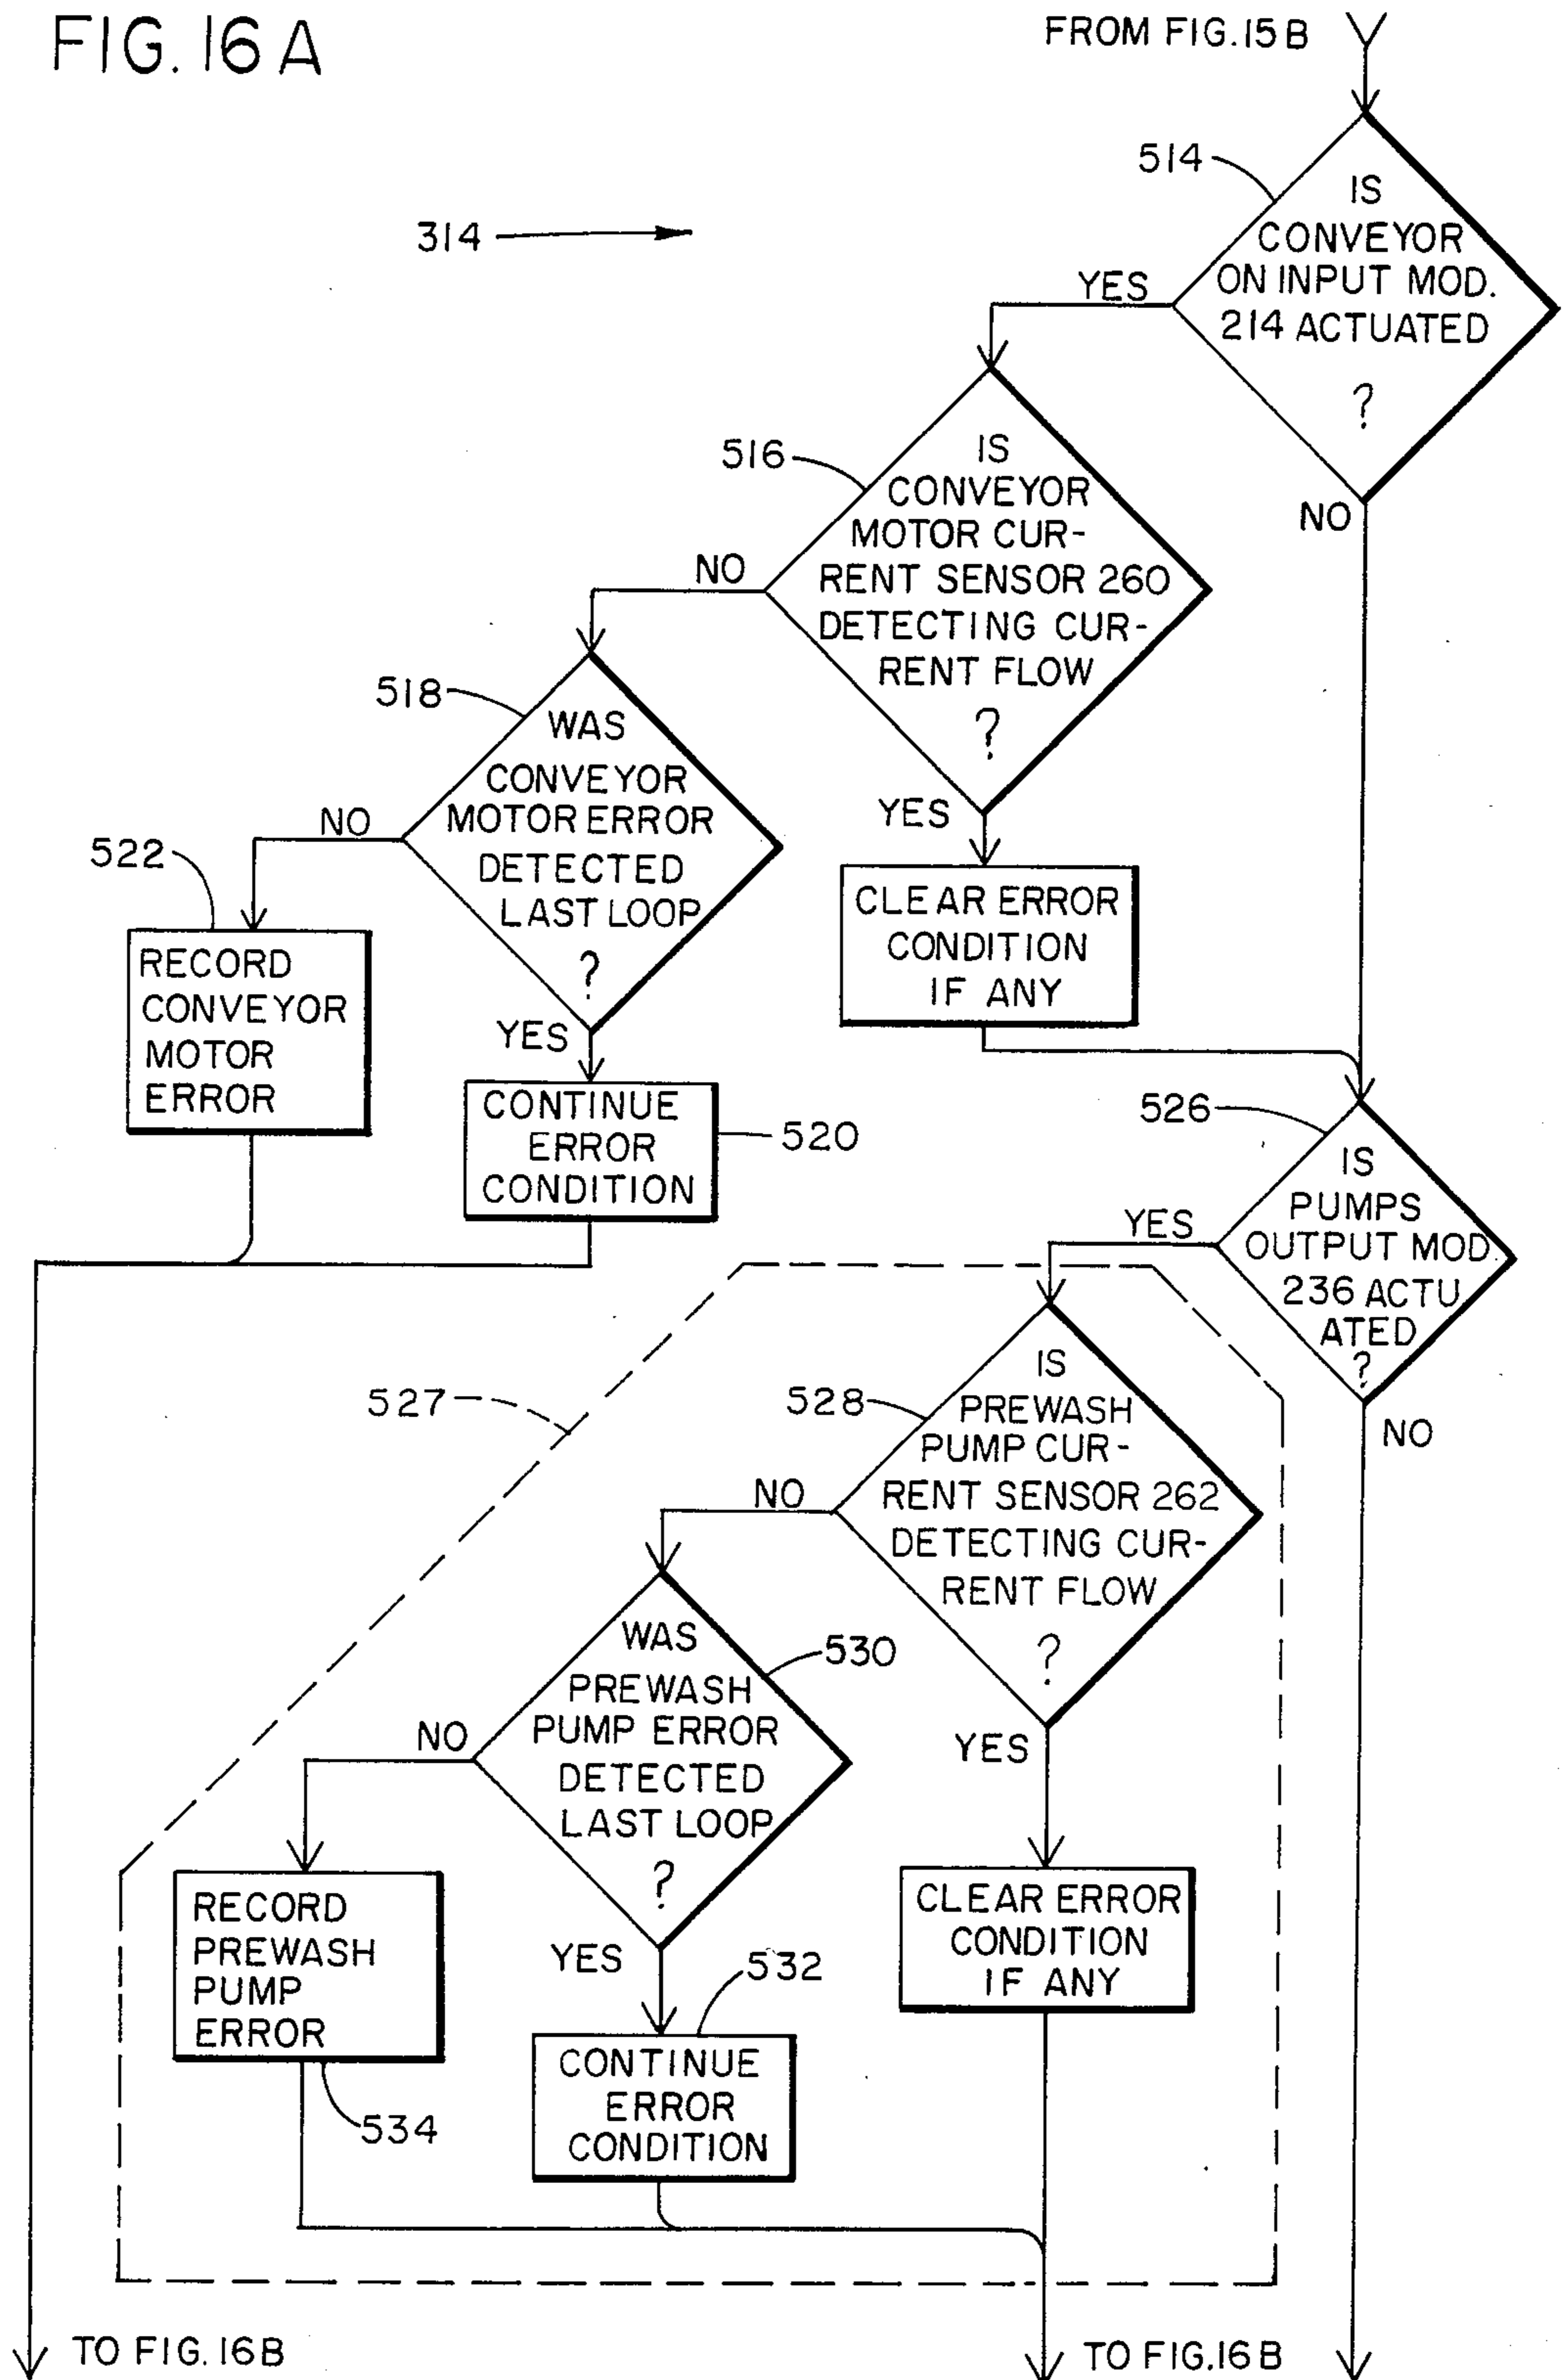 FIG. 16A
FROM FIG. 15B
514
IS
CONVEYOR
ON INPUT MOD.
214 ACTUATED
?
314
YES
NO
516
IS
CONVEYOR
MOTOR CUR-
RENT SENSOR 260
DETECTING CUR-
RENT FLOW
?
NO
YES
518
WAS
CONVEYOR
MOTOR ERROR
DETECTED
LAST LOOP
?
NO
YES
522
RECORD
CONVEYOR
MOTOR
ERROR
CLEAR ERROR
CONDITION
IF ANY
CONTINUE
ERROR
CONDITION
520
526
IS
PUMPS
OUTPUT MOD.
236 ACTU
ATED
?
YES
NO
527
528
IS
PREWASH
PUMP CUR-
RENT SENSOR 262
DETECTING CUR-
RENT FLOW
?
NO
YES
530
WAS
PREWASH
PUMP ERROR
DETECTED
LAST LOOP
?
NO
YES
RECORD
PREWASH
PUMP
ERROR
534
532
CONTINUE
ERROR
CONDITION
CLEAR ERROR
CONDITION
IF ANY
TO FIG. 16B
TO FIG. 16B